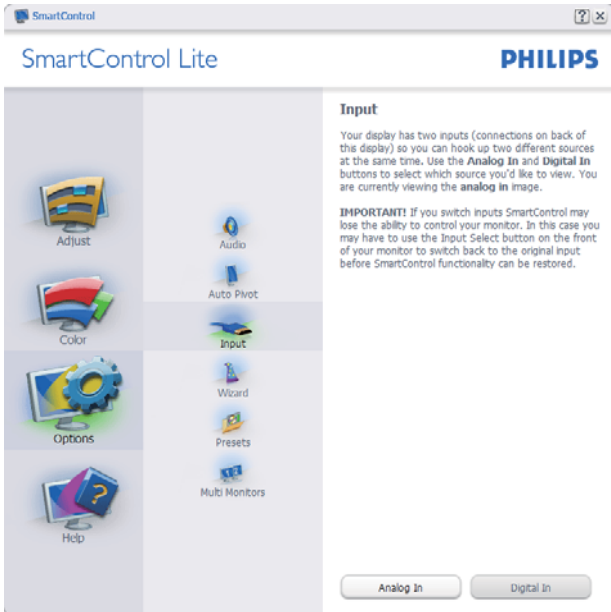 SmartControl
SmartControl Lite
PHILIPS
Adjust
Color
Options
Help
Audio
Auto Pivot
Input
Wizard
Presets
Multi Monitors
Input
Your display has two inputs (connections on back of
this display) so you can hook up two different sources
at the same time. Use the Analog In and Digital In
buttons to select which source you'd like to view. You
are currently viewing the analog in image.
IMPORTANT! If you switch inputs SmartControl may
lose the ability to control your monitor. In this case you
may have to use the Input Select button on the front
of your monitor to switch back to the original input
before SmartControl functionality can be restored.
Analog In
Digital In